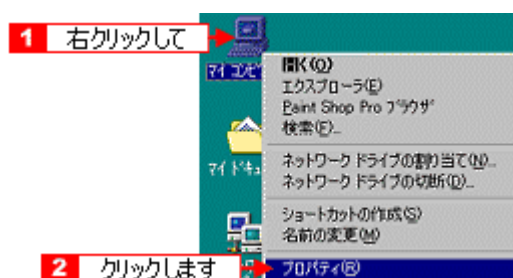 1 右クリックして
マイ コンピ
開く(O)
エクスプローラ(E)
Paint Shop Pro ブラウザ
検索(F)...
マイ ドキュ
ネットワーク ドライブの割り当て(N)...
ネットワーク ドライブの切断(D)...
ショートカットの作成(S)
名前の変更(M)
2 クリックします
プロパティ(R)